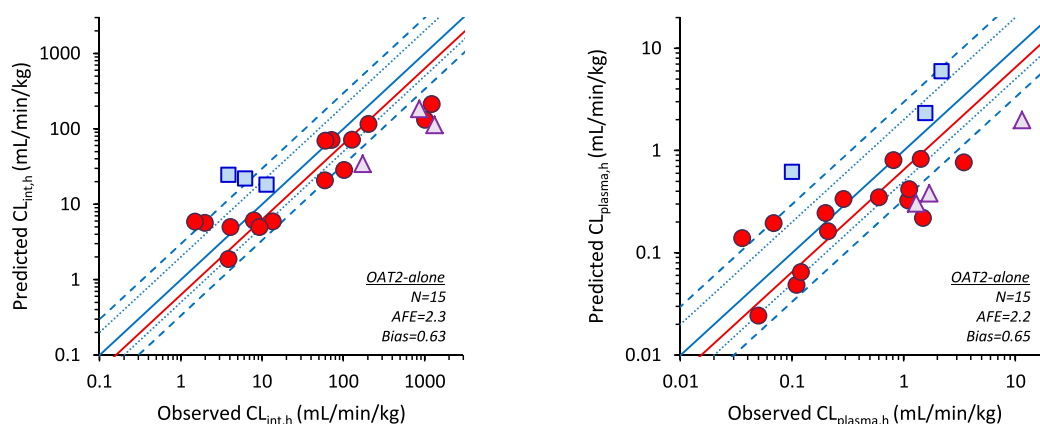 Predicted CLint,h (mL/min/kg)
1000
100
10
1
0.1
0.1 1 10 100 1000
Observed CLint,h (mL/min/kg)
OAT2-alone
N=15
AFE=2.3
Bias=0.63
Predicted CLplasma,h (mL/min/kg)
10
1
0.1
0.01
0.01 0.1 1 10
Observed CLplasma,h (mL/min/kg)
OAT2-alone
N=15
AFE=2.2
Bias=0.65